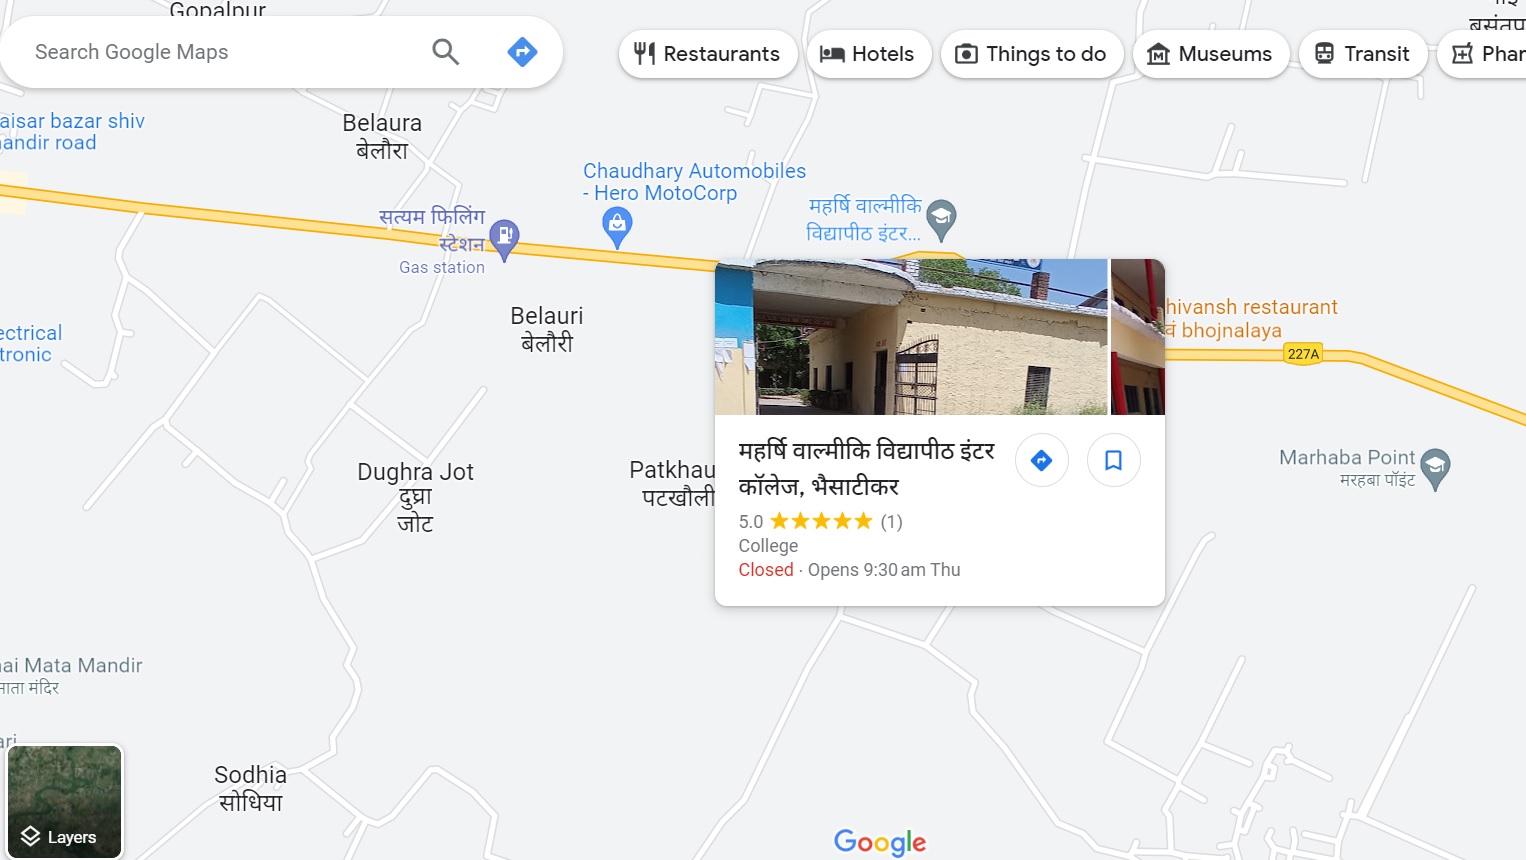 Gopalpur
Search Google Maps
Restaurants
Hotels
Things to do
Museums
Transit
aisar bazar shiv
andir road
Belaura
बेलौरा
Chaudhary Automobiles
- Hero MotoCorp
महर्षि वाल्मीकि
विद्यापीठ इंटर...
सत्यम फिलिंग
स्टेशन
Gas station
Belauri
बेलौरी
ectrical
tronic
hivansh restaurant
वं bhojnalaya
227A
महर्षि वाल्मीकि विद्यापीठ इंटर
कॉलेज, भैसाटीकर
5.0 (1)
College
Closed · Opens 9:30 am Thu
Dughra Jot
दुघ्रा
जोट
Patkhau
पटखौली
Marhaba Point
मरहबा पॉइंट
ai Mata Mandir
माता मंदिर
Sodhia
सोधिया
Layers
Google